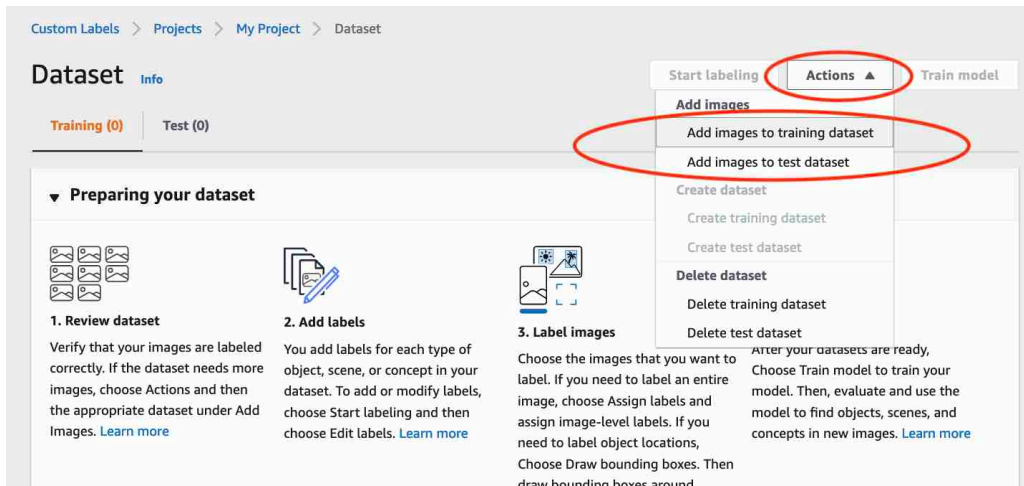 Custom Labels > Projects > My Project > Dataset
Dataset Info
Start labeling Actions ▲ Train model
Training (0) Test (0)
Add images
Add images to training dataset
Add images to test dataset
Create dataset
Create training dataset
Create test dataset
Delete dataset
Delete training dataset
Delete test dataset
▼ Preparing your dataset
1. Review dataset
Verify that your images are labeled
correctly. If the dataset needs more
images, choose Actions and then
the appropriate dataset under Add
Images. Learn more
2. Add labels
You add labels for each type of
object, scene, or concept in your
dataset. To add or modify labels,
choose Start labeling and then
choose Edit labels. Learn more
3. Label images
Choose the images that you want to
label. If you need to label an entire
image, choose Assign labels and
assign image-level labels. If you
need to label object locations,
Choose Draw bounding boxes. Then
draw bounding boxes around
After your datasets are ready,
Choose Train model to train your
model. Then, evaluate and use the
model to find objects, scenes, and
concepts in new images. Learn more